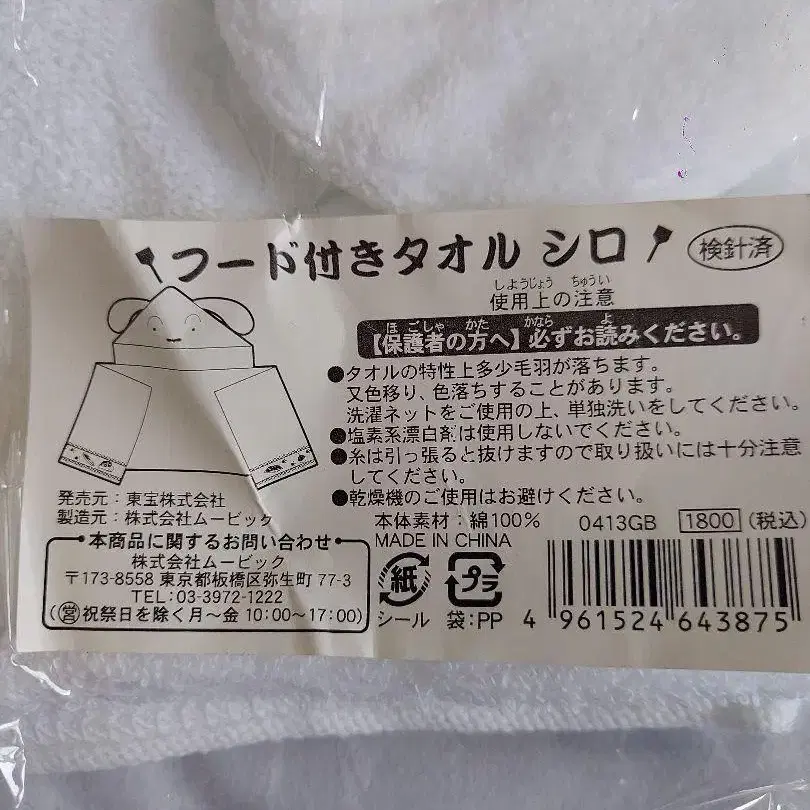 フード付きタオル シロ
検針済
しようじょう ちゅうい
使用上の注意
ほごしゃ かた かなら よ
【保護者の方へ】必ずお読みください。
●タオルの特性上多少毛羽が落ちます。
又色移り、色落ちすることがあります。
洗濯ネットをご使用の上、単独洗いをしてください。
●塩素系漂白剤は使用しないでください。
●糸は引っ張ると抜けますので取り扱いには十分注意
してください。
●乾燥機のご使用はお避けください。
発売元：東宝株式会社
製造元：株式会社ムービック
本商品に関するお問い合わせ
株式会社ムービック
〒173-8558 東京都板橋区弥生町 77-3
TEL:03-3972-1222
(営祝祭日を除く月〜金 10:00〜17:00)
本体素材：綿100％ 0413GB 1800 (税込)
MADE IN CHINA
紙 プラ
シール 袋：PP
4 961524 643875